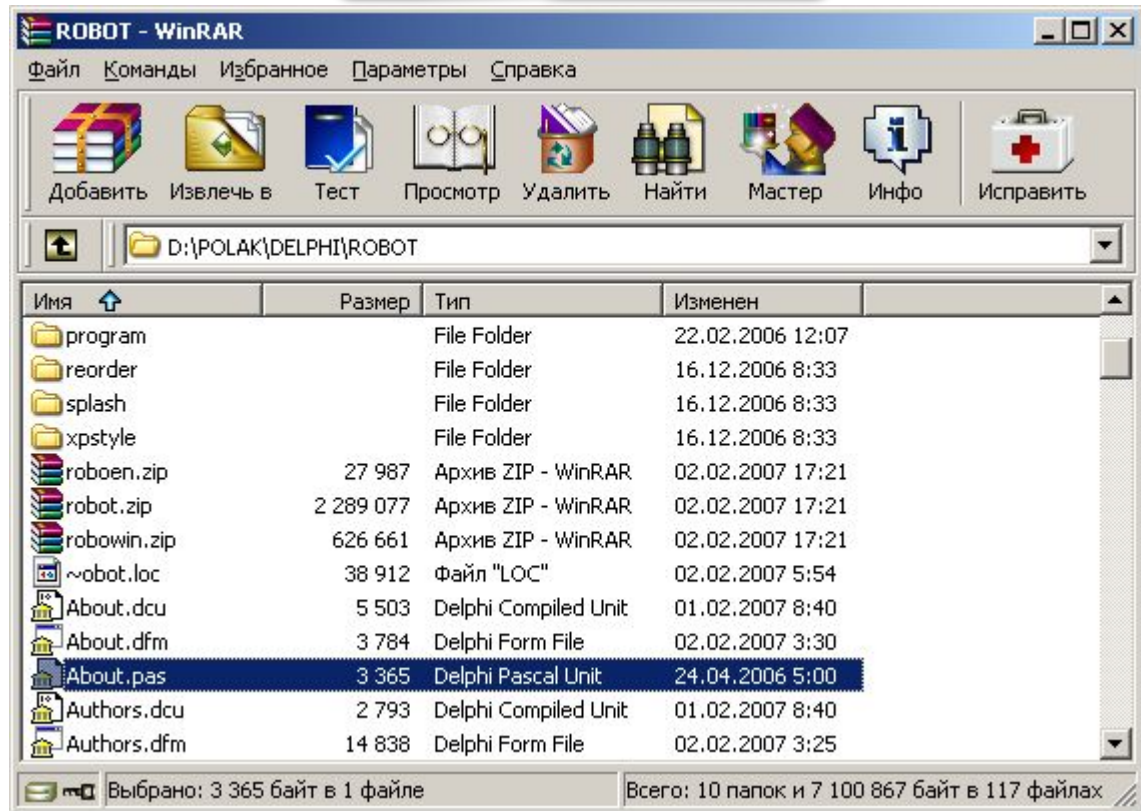 ROBOT - WinRAR
Файл Команды Избранное Параметры Справка
Добавить Извлечь в Тест Просмотр Удалить Найти Мастер Инфо Исправить
D:\POLAK\DELPHI\ROBOT
Имя Размер Тип Изменен
program File Folder 22.02.2006 12:07
reorder File Folder 16.12.2006 8:33
splash File Folder 16.12.2006 8:33
xpstyle File Folder 16.12.2006 8:33
roboen.zip 27 987 Архив ZIP - WinRAR 02.02.2007 17:21
robot.zip 2 289 077 Архив ZIP - WinRAR 02.02.2007 17:21
robowin.zip 626 661 Архив ZIP - WinRAR 02.02.2007 17:21
~obot.loc 38 912 Файл "LOC" 02.02.2007 5:54
About.dcu 5 503 Delphi Compiled Unit 01.02.2007 8:40
About.dfm 3 784 Delphi Form File 02.02.2007 3:30
About.pas 3 365 Delphi Pascal Unit 24.04.2006 5:00
Authors.dcu 2 793 Delphi Compiled Unit 01.02.2007 8:40
Authors.dfm 14 838 Delphi Form File 02.02.2007 3:25
Выбрано: 3 365 байт в 1 файле Всего: 10 папок и 7 100 867 байт в 117 файлах